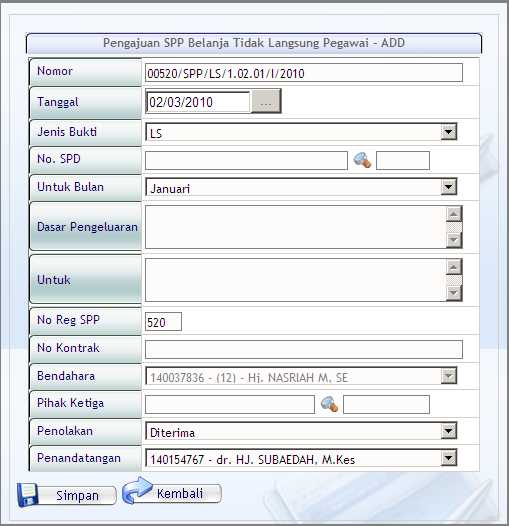 Pengajuan SPP Belanja Tidak Langsung Pegawai - ADD
Nomor 00520/SPP/LS/1.02.01/I/2010
Tanggal 02/03/2010 ...
Jenis Bukti LS
No. SPD
Untuk Bulan Januari
Dasar Pengeluaran
Untuk
No Reg SPP 520
No Kontrak
Bendahara 140037836 - (12) - Hj. NASRIAH M, SE
Pihak Ketiga
Penolakan Diterima
Penandatangan 140154767 - dr. HJ. SUBAEDAH, M.Kes
Simpan Kembali